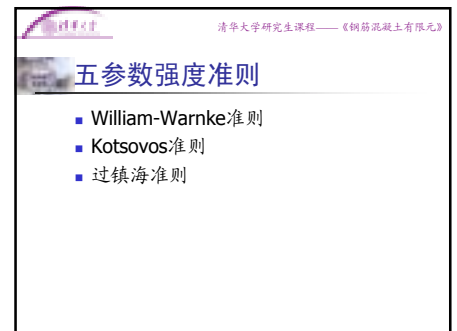 清华大学研究生课程——《钢筋混凝土有限元》
五参数强度准则
William-Warnke准则
Kotsovos准则
过镇海准则